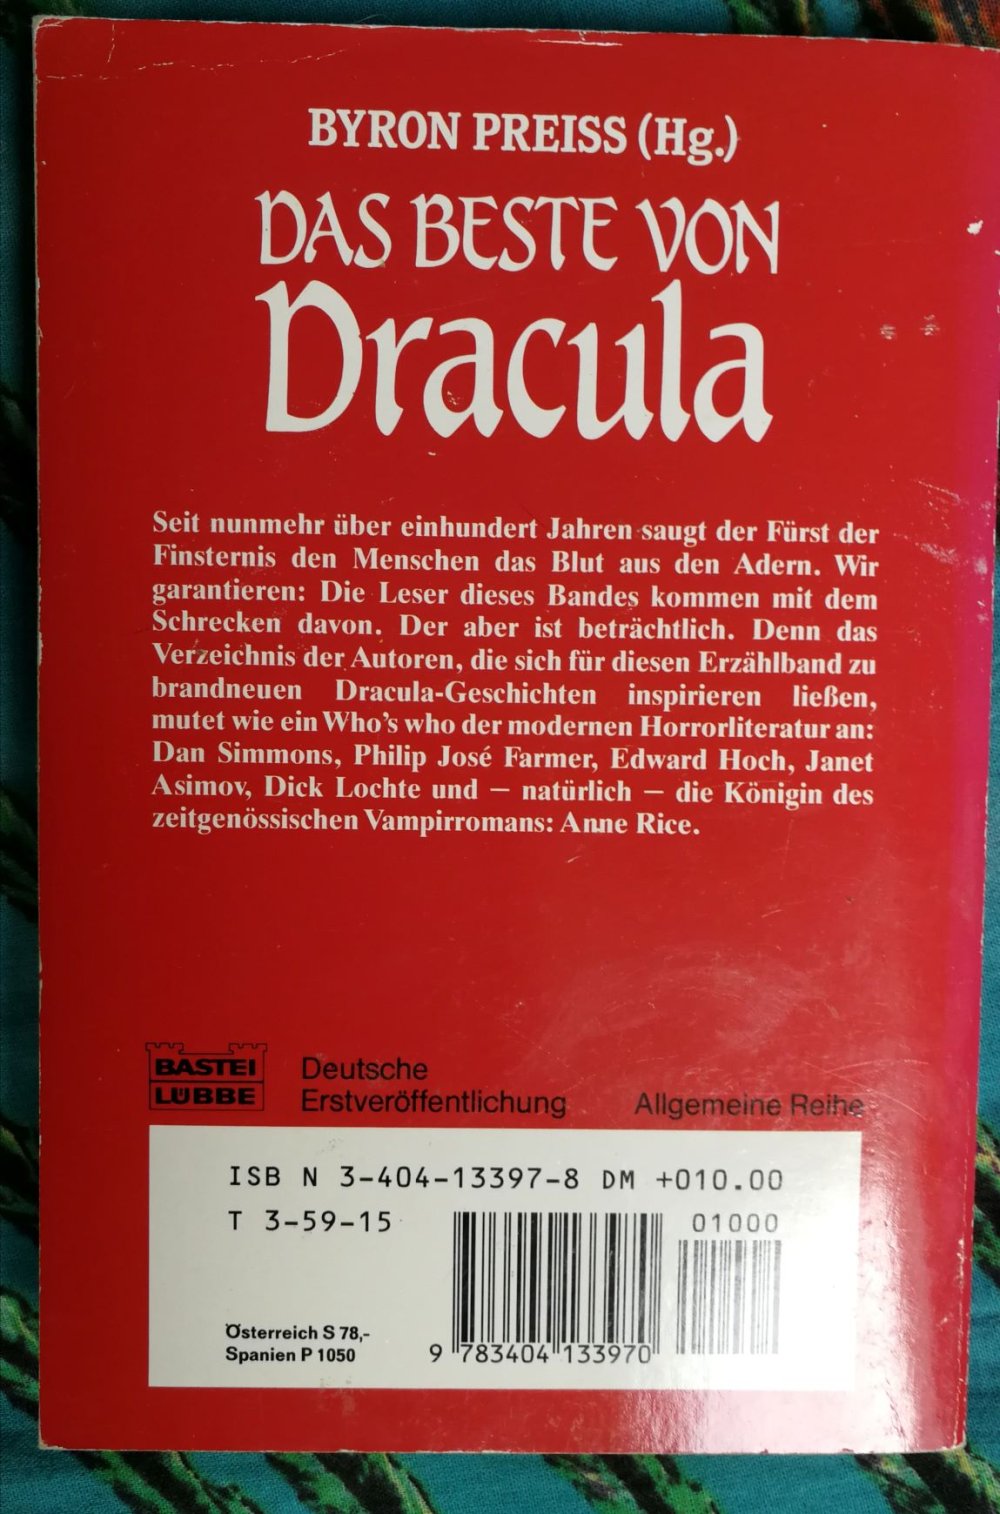 BYRON PREISS (Hg.)
DAS BESTE VON
Dracula
Seit nunmehr über einhundert Jahren saugt der Fürst der
Finsternis den Menschen das Blut aus den Adern. Wir
garantieren: Die Leser dieses Bandes kommen mit dem
Schrecken davon. Der aber ist beträchtlich. Denn das
Verzeichnis der Autoren, die sich für diesen Erzählband zu
brandneuen Dracula-Geschichten inspirieren ließen,
mutet wie ein Who's who der modernen Horrorliteratur an:
Dan Simmons, Philip José Farmer, Edward Hoch, Janet
Asimov, Dick Lochte und – natürlich – die Königin des
zeitgenössischen Vampirromans: Anne Rice.
BASTEI
LÜBBE
Deutsche
Erstveröffentlichung
Allgemeine Reihe
ISB N 3-404-13397-8 DM +010.00
T 3-59-15
01000
Österreich S 78,-
Spanien P 1050
9 783404 133970